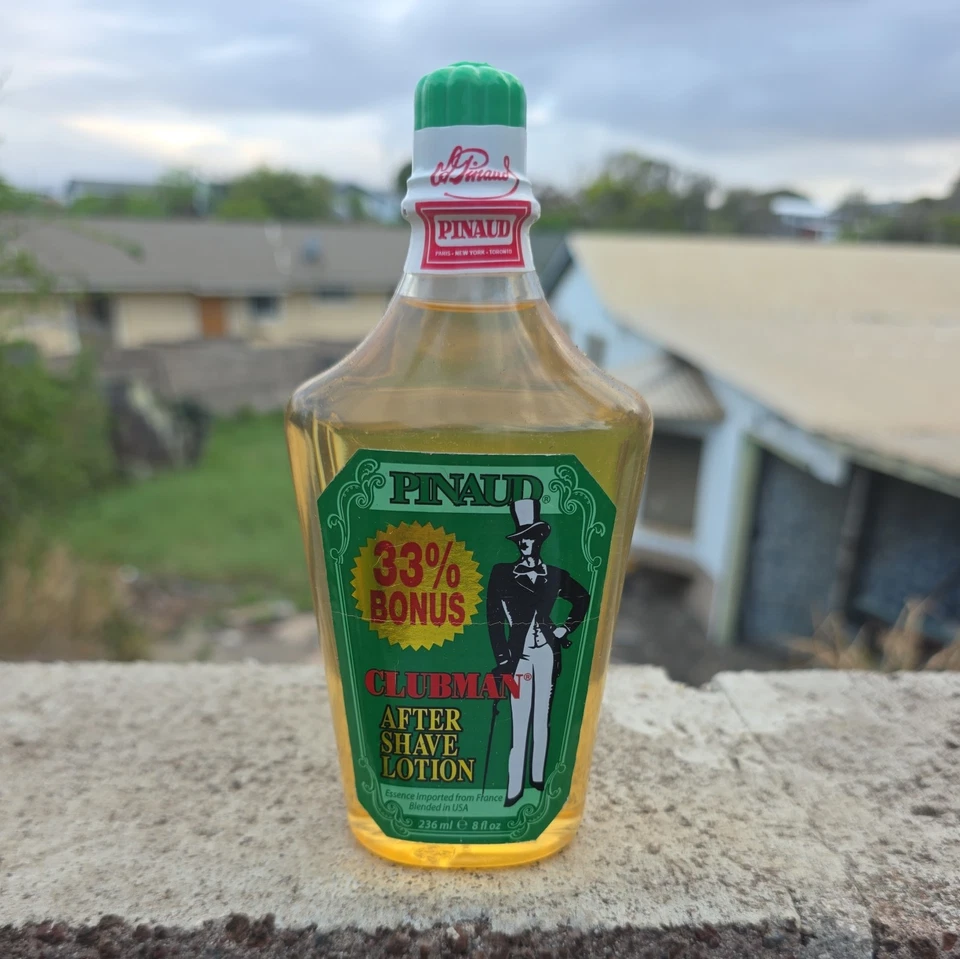 Ed. Pinaud
PINAUD
PARIS • NEW YORK • TORONTO
PINAUD®
33%
BONUS
CLUBMAN®
AFTER
SHAVE
LOTION
Essence Imported from France
Blended in USA
236 ml ℮ 8 fl oz